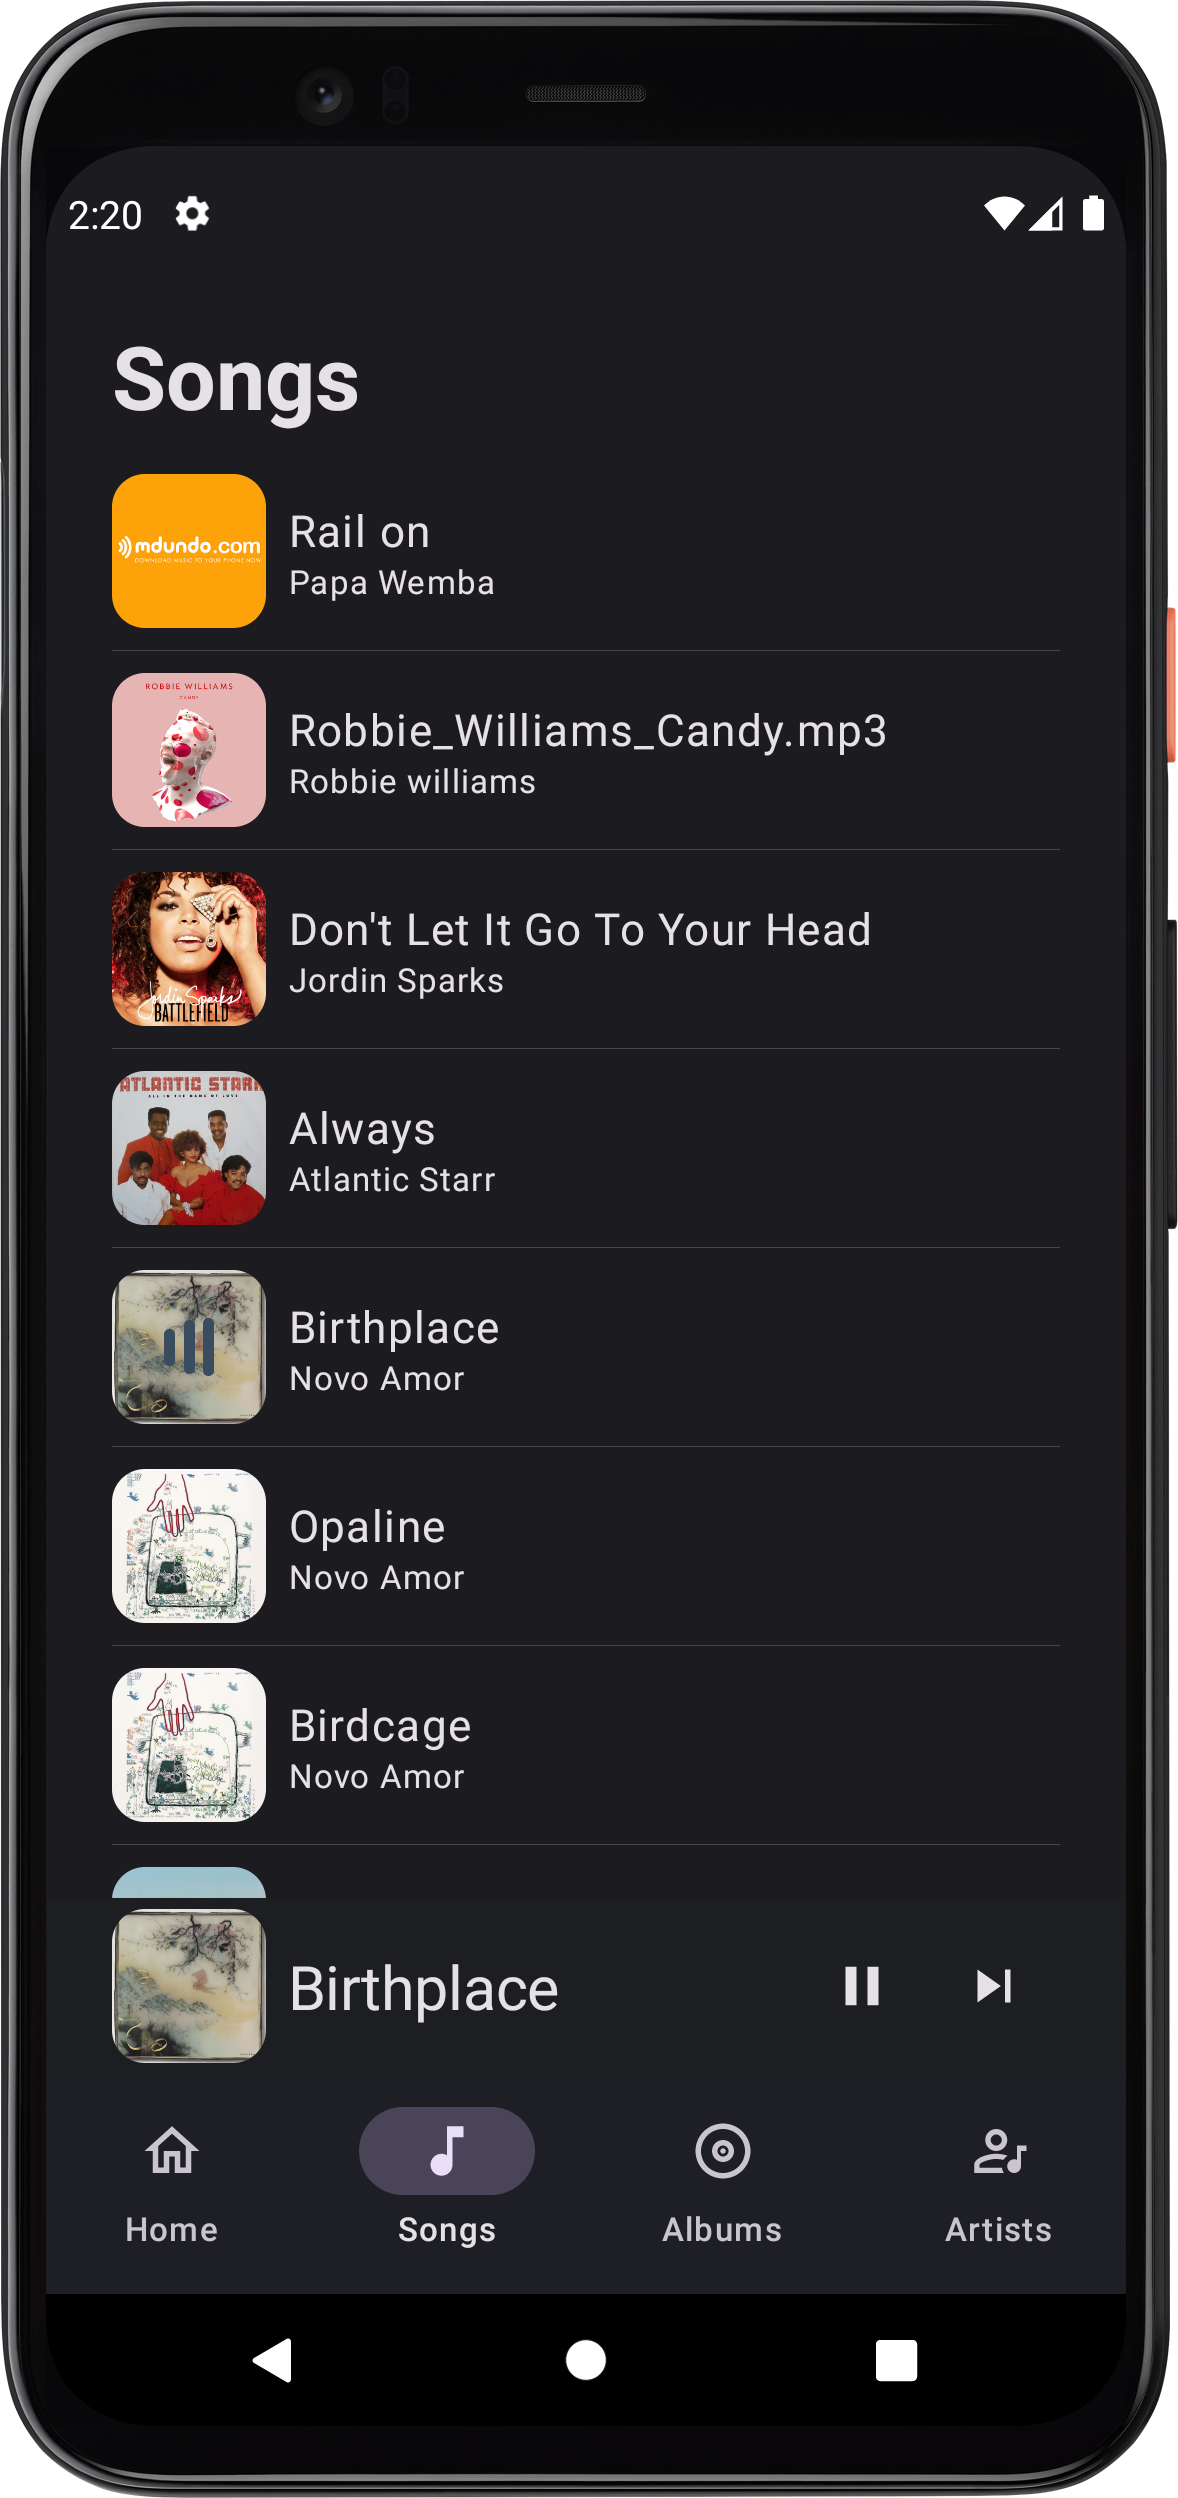 2:20
Songs
mdundo.com
DOWNLOAD MUSIC TO YOUR PHONE NOW
Rail on
Papa Wemba
ROBBIE WILLIAMS
CANDY
Robbie_Williams_Candy.mp3
Robbie williams
Don't Let It Go To Your Head
Jordin Sparks
Jordin Sparks
BATTLEFIELD
ATLANTIC STARR
ALL IN THE NAME OF LOVE
Always
Atlantic Starr
Birthplace
Novo Amor
Opaline
Novo Amor
Birdcage
Novo Amor
Birthplace
Home
Songs
Albums
Artists